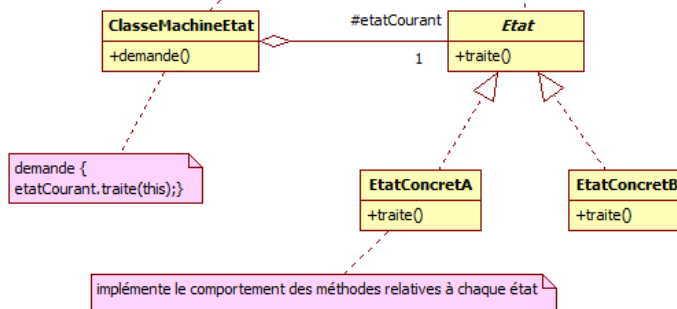 ClasseMachineEtat
+demande()
#etatCourant
1
Etat
+traite()
demande {
etatCourant.traite(this);}
EtatConcretA
+traite()
EtatConcretB
+traite()
implémente le comportement des méthodes relatives à chaque état